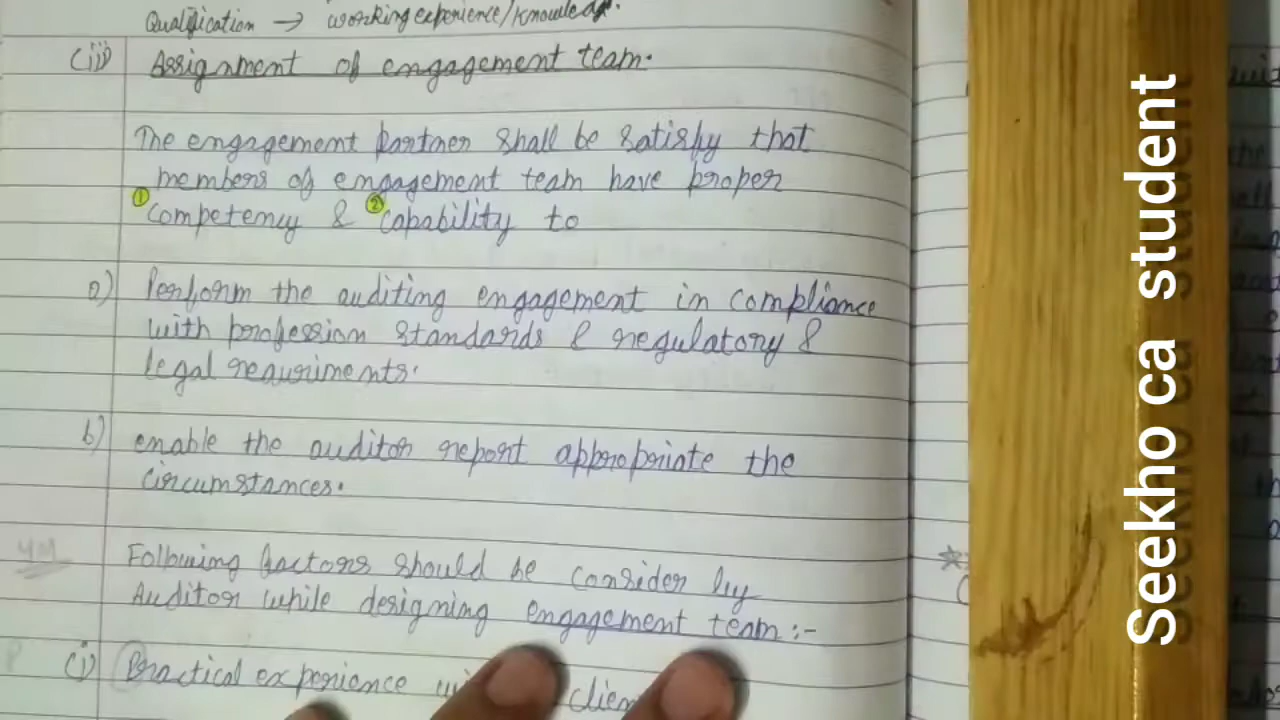 Qualification → working experience/knowledge.
(iii) Assignment of engagement team.
The engagement partner shall be satisfy that
members of engagement team have proper
① competency & ② capability to
a) Perform the auditing engagement in compliance
with profession standards & regulatory &
legal requriments.
b) enable the auditor report appropriate the
circumstances.
4M
Following factors should be consider by
Auditor while designing engagement team :-
(i) Practical experience
Seekho ca student